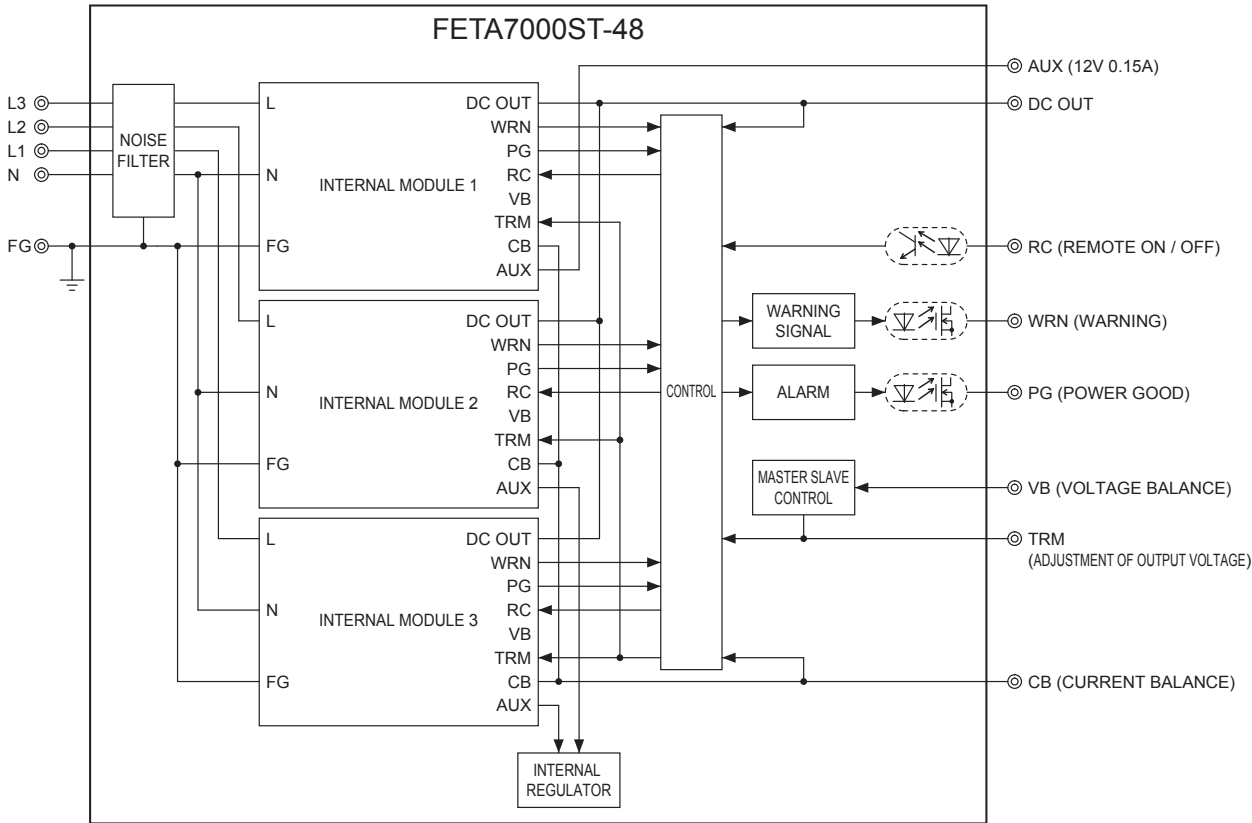 FETA7000ST-48
L3
L2
L1
N
FG
NOISE
FILTER
L
N
FG
INTERNAL MODULE 1
DC OUT
WRN
PG
RC
VB
TRM
CB
AUX
L
N
FG
INTERNAL MODULE 2
DC OUT
WRN
PG
RC
VB
TRM
CB
AUX
L
N
FG
INTERNAL MODULE 3
DC OUT
WRN
PG
RC
VB
TRM
CB
AUX
INTERNAL
REGULATOR
CONTROL
WARNING
SIGNAL
ALARM
MASTER SLAVE
CONTROL
AUX (12V 0.15A)
DC OUT
RC (REMOTE ON / OFF)
WRN (WARNING)
PG (POWER GOOD)
VB (VOLTAGE BALANCE)
TRM
(ADJUSTMENT OF OUTPUT VOLTAGE)
CB (CURRENT BALANCE)